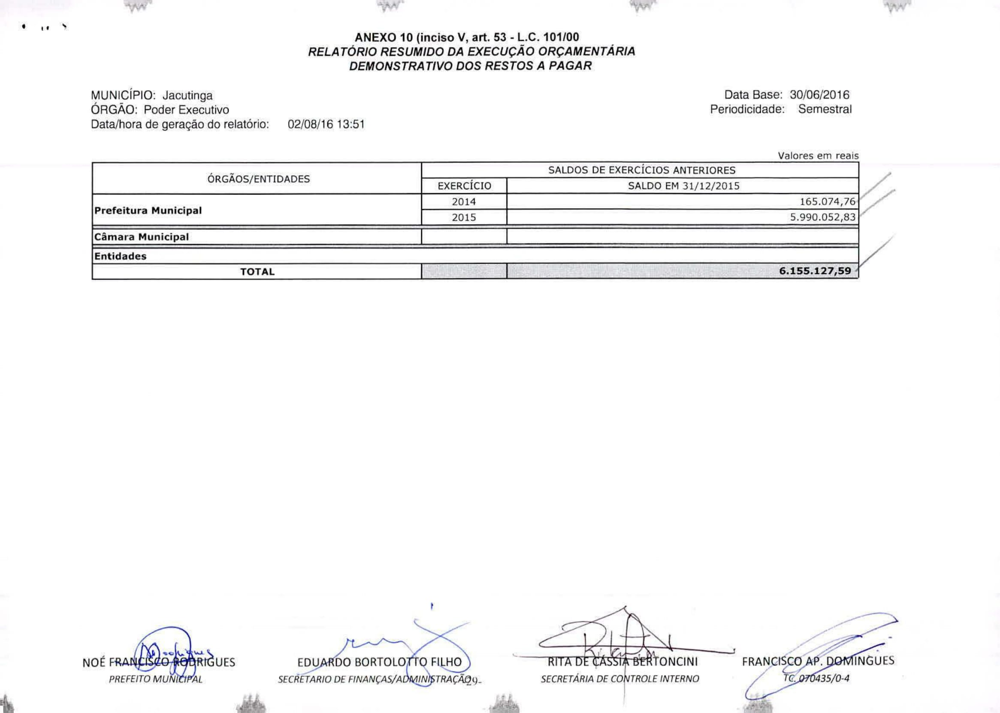 ANEXO 10 (inciso V, art. 53 - L.C. 101/00
RELATÓRIO RESUMIDO DA EXECUÇÃO ORÇAMENTÁRIA
DEMONSTRATIVO DOS RESTOS A PAGAR
MUNICÍPIO: Jacutinga
Data Base: 30/06/2016
ÓRGÃO: Poder Executivo
Periodicidade: Semestral
Data/hora de geração do relatório: 02/08/16 13:51
Valores em reais
ÓRGÃOS/ENTIDADES
SALDOS DE EXERCÍCIOS ANTERIORES
EXERCÍCIO
SALDO EM 31/12/2015
Prefeitura Municipal
2014
165.074,76
2015
5.990.052,83
Câmara Municipal
Entidades
TOTAL
6.155.127,59
NOÉ FRANCISCO RODRIGUES
PREFEITO MUNICIPAL
EDUARDO BORTOLOTTO FILHO
SECRETARIO DE FINANÇAS/ADMINISTRAÇÃO
RITA DE CÁSSIA BERTONCINI
SECRETÁRIA DE CONTROLE INTERNO
FRANCISCO AP. DOMINGUES
TC. 070435/0-4